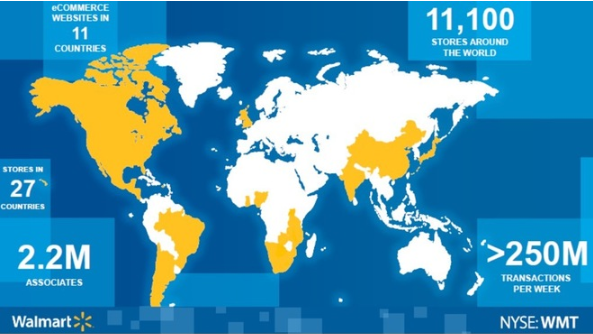 eCOMMERCE
WEBSITES IN
11
COUNTRIES
11,100
STORES AROUND
THE WORLD
STORES IN
27
COUNTRIES
2.2M
ASSOCIATES
>250M
TRANSACTIONS
PER WEEK
Walmart
NYSE: WMT